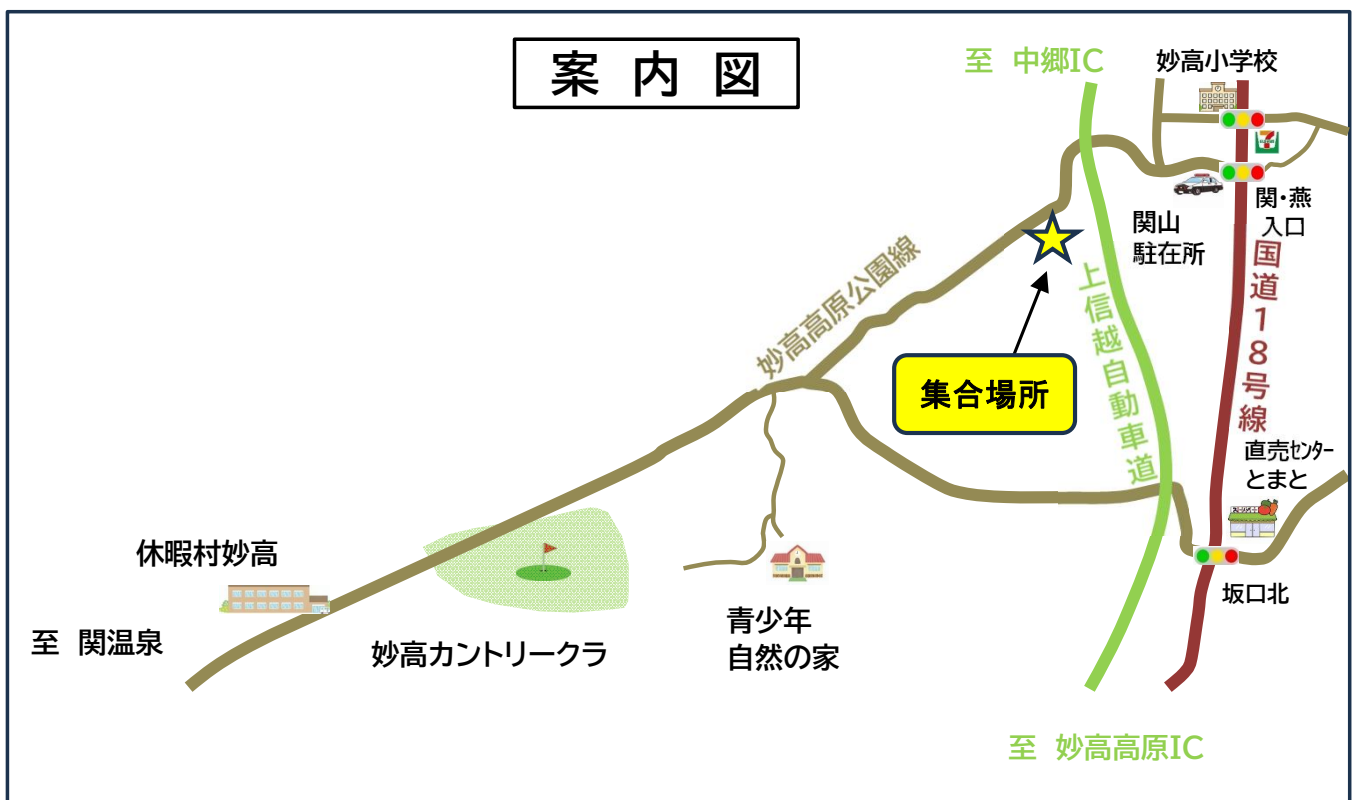 案 内 図
至 中郷IC
妙高小学校
関・燕
入口
関山
駐在所
国道18号線
妙高高原公園線
上信越自動車道
集合場所
直売センター
とまと
坂口北
休暇村妙高
至 関温泉
妙高カントリークラ
青少年
自然の家
至 妙高高原IC